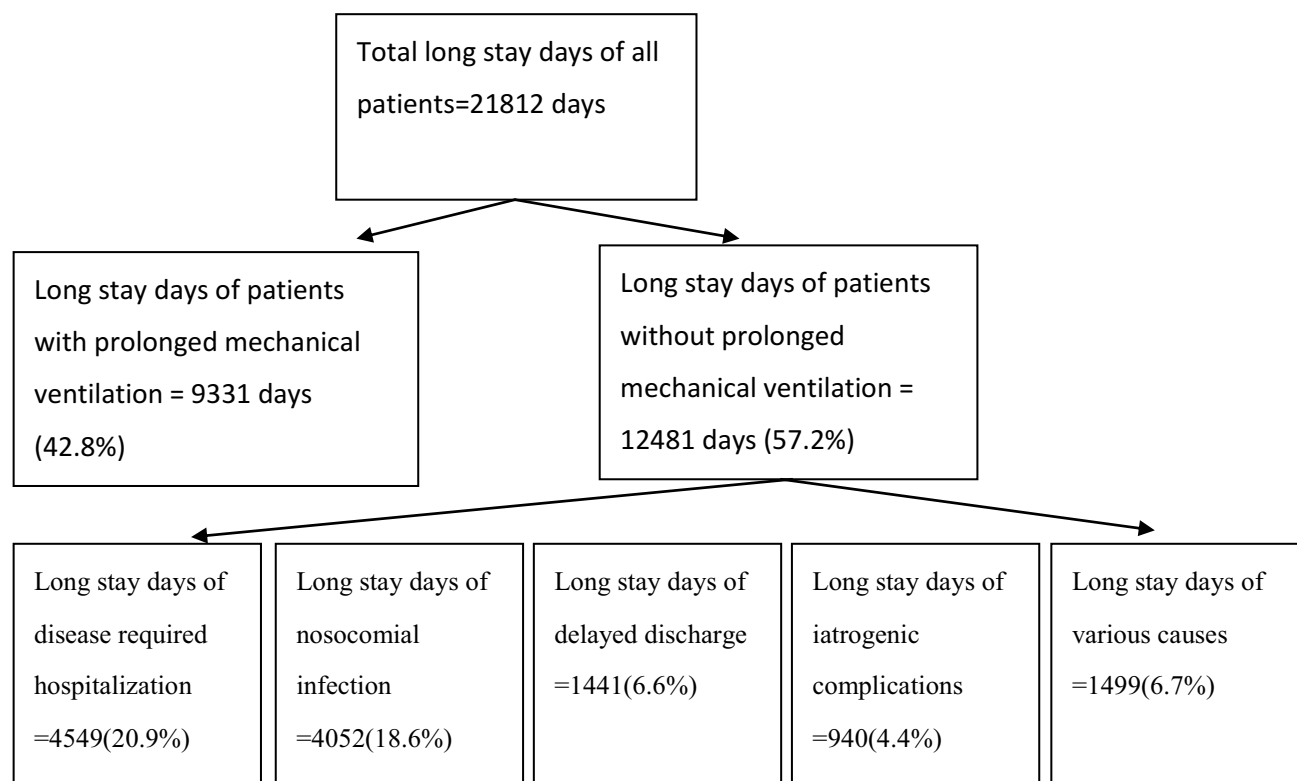 Total long stay days of all
patients=21812 days
Long stay days of patients
with prolonged mechanical
ventilation = 9331 days
(42.8%)
Long stay days of patients
without prolonged
mechanical ventilation =
12481 days (57.2%)
Long stay days of
disease required
hospitalization
=4549(20.9%)
Long stay days of
nosocomial
infection
=4052(18.6%)
Long stay days of
delayed discharge
=1441(6.6%)
Long stay days of
iatrogenic
complications
=940(4.4%)
Long stay days of
various causes
=1499(6.7%)